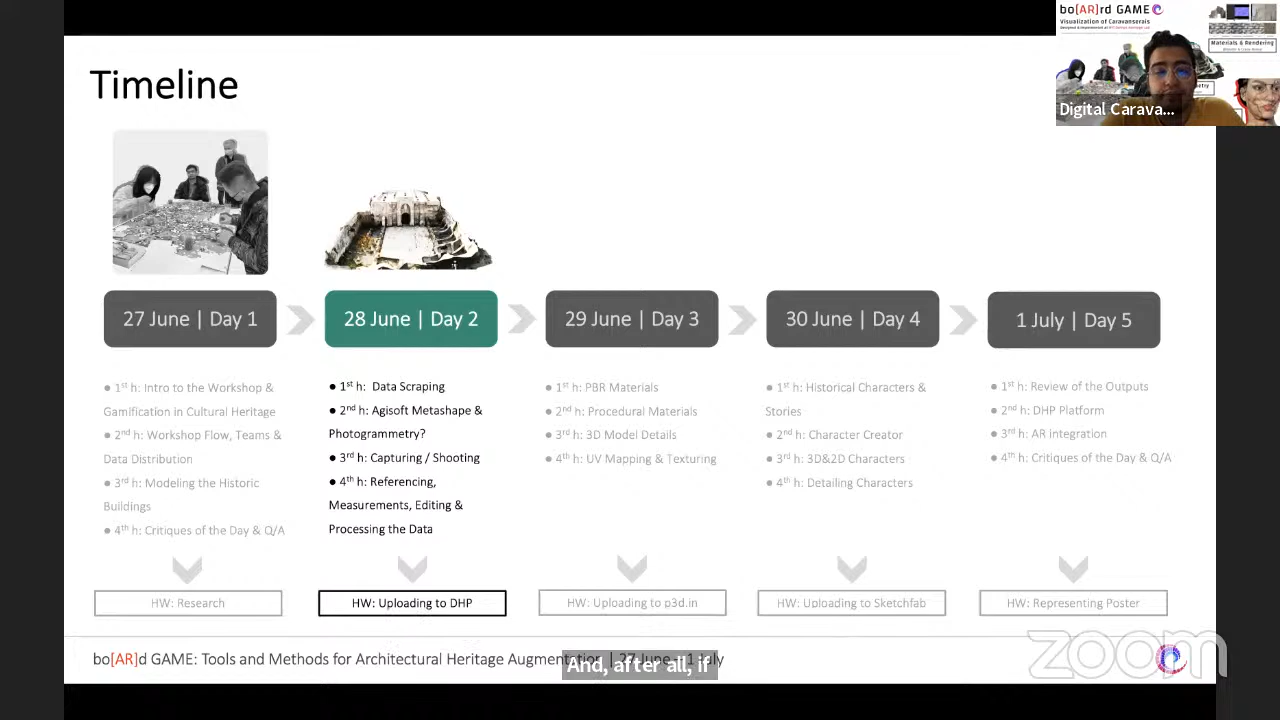 bo[AR]rd GAME
Visualization of Caravanserais
Materials & Rendering
Digital Carava...
Timeline
27 June | Day 1
28 June | Day 2
29 June | Day 3
30 June | Day 4
1 July | Day 5
● 1st h: Intro to the Workshop &
Gamification in Cultural Heritage
● 2nd h: Workshop Flow, Teams &
Data Distribution
● 3rd h: Modeling the Historic
Buildings
● 4th h: Critiques of the Day & Q/A
● 1st h: Data Scraping
● 2nd h: Agisoft Metashape &
Photogrammetry?
● 3rd h: Capturing / Shooting
● 4th h: Referencing,
Measurements, Editing &
Processing the Data
● 1st h: PBR Materials
● 2nd h: Procedural Materials
● 3rd h: 3D Model Details
● 4th h: UV Mapping & Texturing
● 1st h: Historical Characters &
Stories
● 2nd h: Character Creator
● 3rd h: 3D&2D Characters
● 4th h: Detailing Characters
● 1st h: Review of the Outputs
● 2nd h: DHP Platform
● 3rd h: AR integration
● 4th h: Critiques of the Day & Q/A
HW: Research
HW: Uploading to DHP
HW: Uploading to p3d.in
HW: Uploading to Sketchfab
HW: Representing Poster
bo[AR]d GAME: Tools and Methods for Architectural Heritage Augmentation | 27 June - 1 July
And, after all, if
zoom